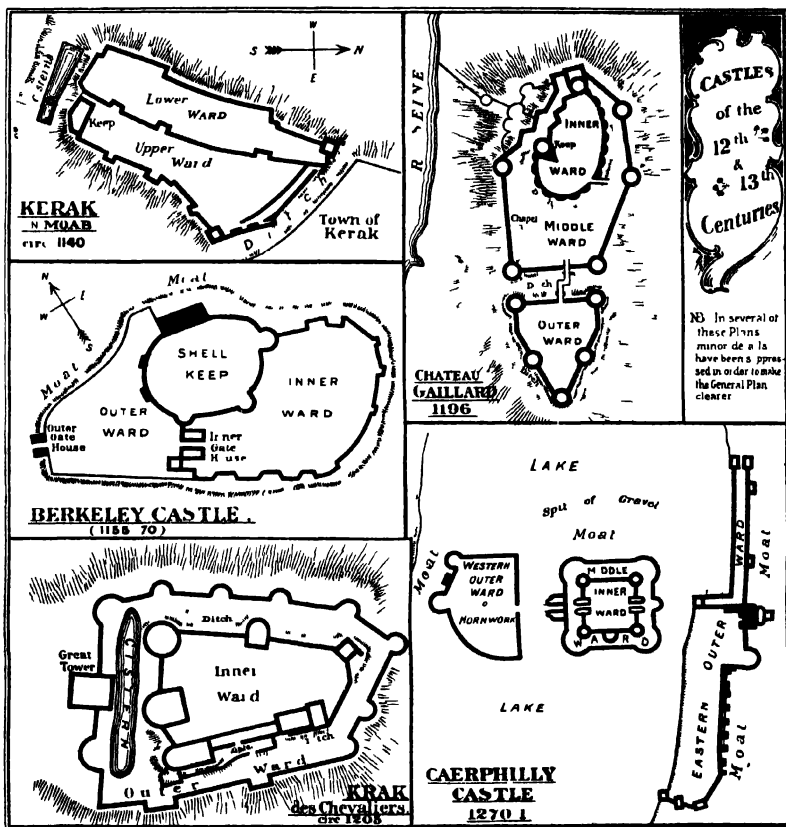 CASTLES
of the
12th
&
13th
Centuries
NB In several of
these Plans
minor
have been
sed in order to make
the General Plan
clearer
W
S N
E
Lower
WARD
Keep
Upper
Ward
Ditch
Town of
Kerak
KERAK
MOAB
circ 1140
R SEINE
INNER
Keep
WARD
Chapel
MIDDLE
WARD
OUTER
WARD
CHATEAU
GAILLARD
1196
N
W
S
Moat
Moat
SHELL
KEEP
INNER
WARD
OUTER
WARD
Outer
Gate
House
Inner
Gate
House
BERKELEY CASTLE.
Ditch
Great
Tower
CISTERN
Inner
Ward
Outer Ward
KRAK
des Chevaliers
LAKE
Spit of Gravel
Moat
Moat
WESTERN
OUTER
WARD
HORNWORK
MIDDLE
INNER
WARD
WARD
WARD
Moat
EASTERN OUTER
Moat
LAKE
CAERPHILLY
CASTLE